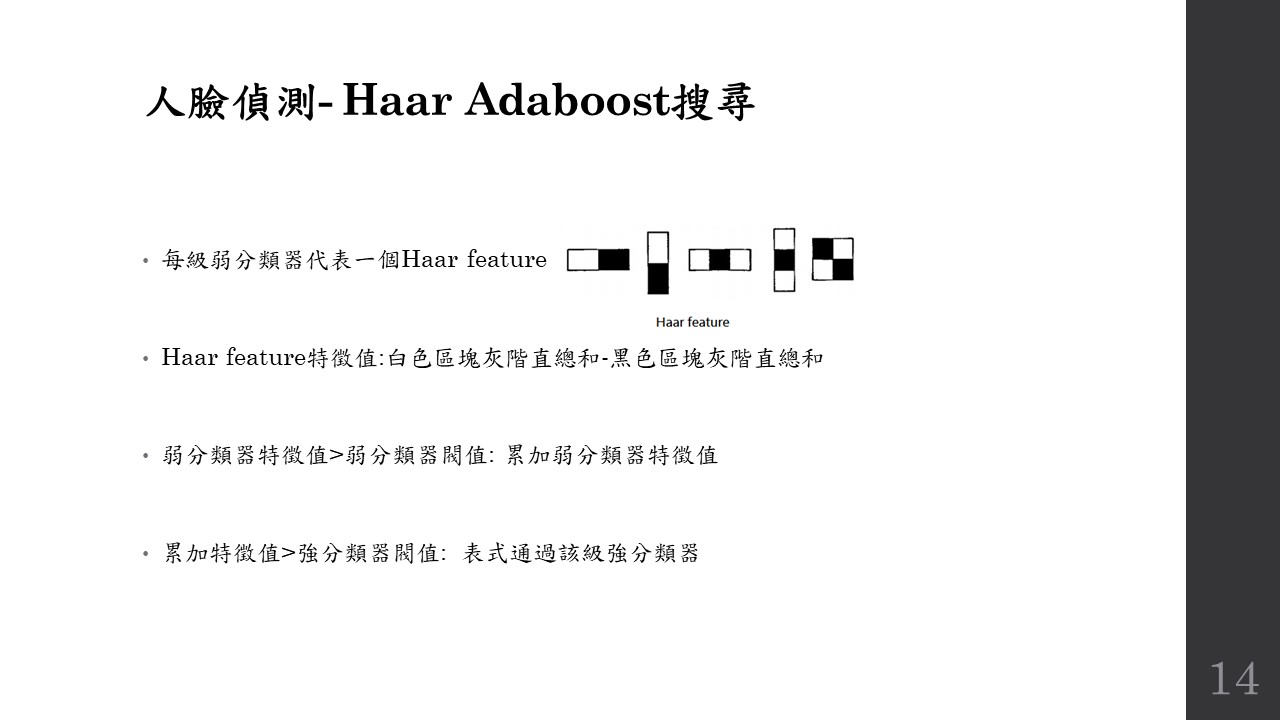 人臉偵測- Haar Adaboost搜尋
• 每級弱分類器代表一個Haar feature
Haar feature
• Haar feature特徵值:白色區塊灰階直總和-黑色區塊灰階直總和
• 弱分類器特徵值>弱分類器閥值: 累加弱分類器特徵值
• 累加特徵值>強分類器閥值: 表式通過該級強分類器
14